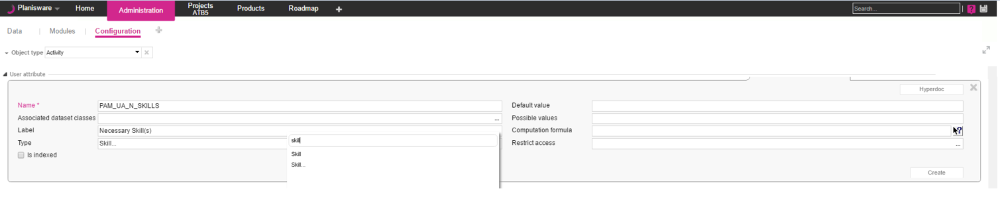 Planisware Home Administration Projects ATB5 Products Roadmap + Search... ?
Data | Modules | Configuration
Object type Activity
User attribute
Hyperdoc
Name * PAM_UA_N_SKILLS Default value
Associated dataset classes ... Possible values
Label Necessary Skill(s) Computation formula ?
Type Skill... skill Restrict access ...
Is indexed Skill
Skill...
Create